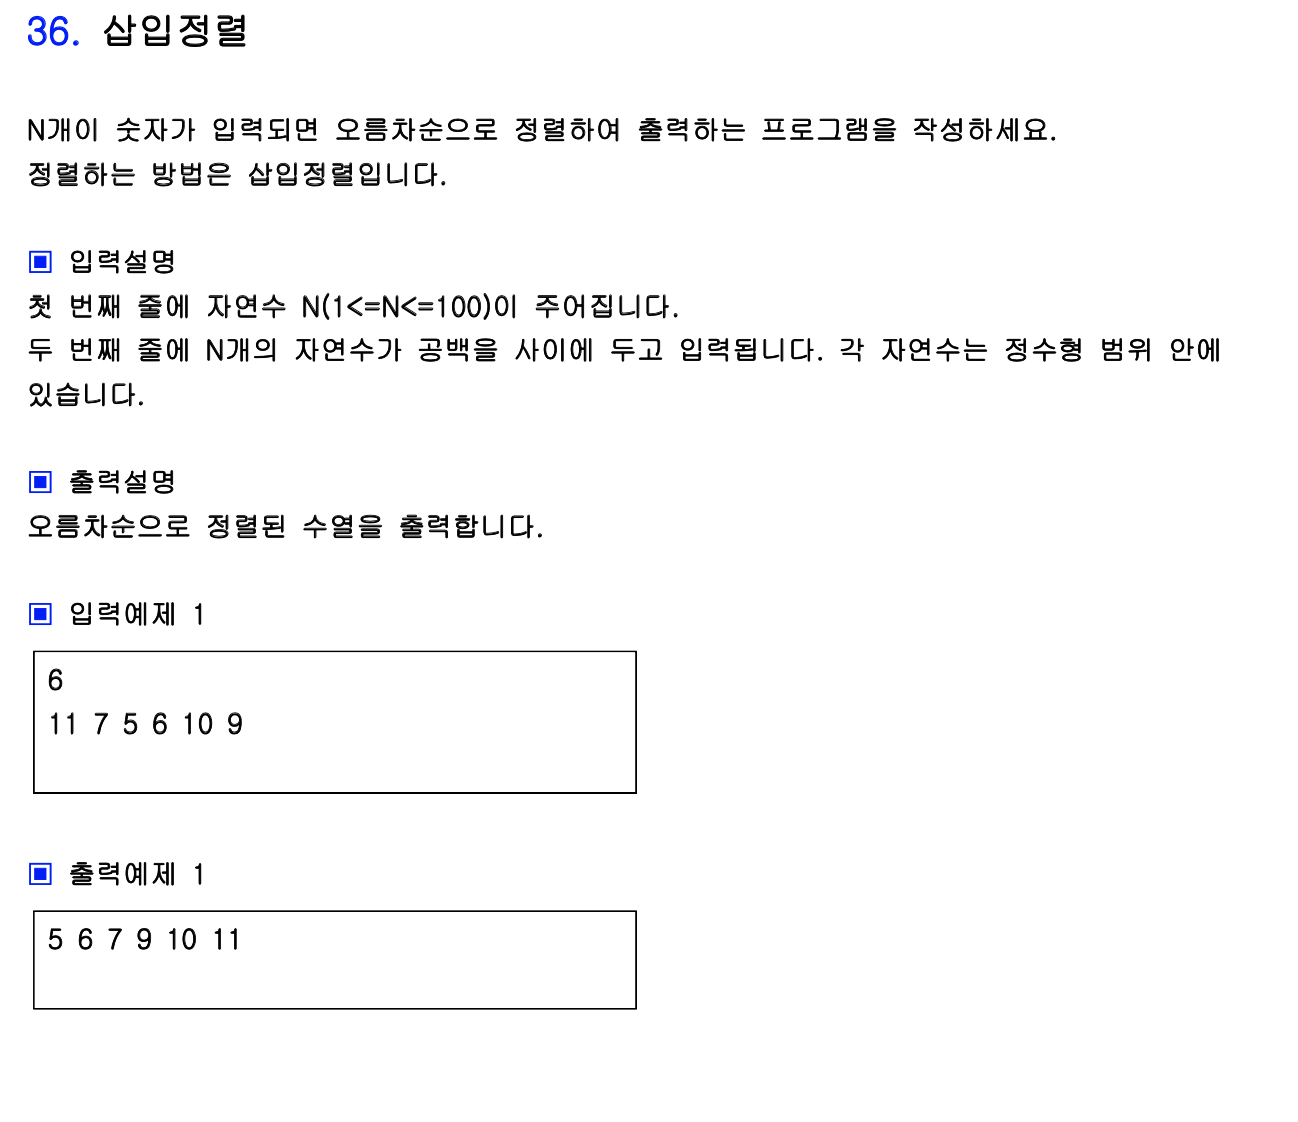 36. 삽입정렬
N개이 숫자가 입력되면 오름차순으로 정렬하여 출력하는 프로그램을 작성하세요.
정렬하는 방법은 삽입정렬입니다.
▣ 입력설명
첫 번째 줄에 자연수 N(1<=N<=100)이 주어집니다.
두 번째 줄에 N개의 자연수가 공백을 사이에 두고 입력됩니다. 각 자연수는 정수형 범위 안에
있습니다.
▣ 출력설명
오름차순으로 정렬된 수열을 출력합니다.
▣ 입력예제 1
6
11 7 5 6 10 9
▣ 출력예제 1
5 6 7 9 10 11